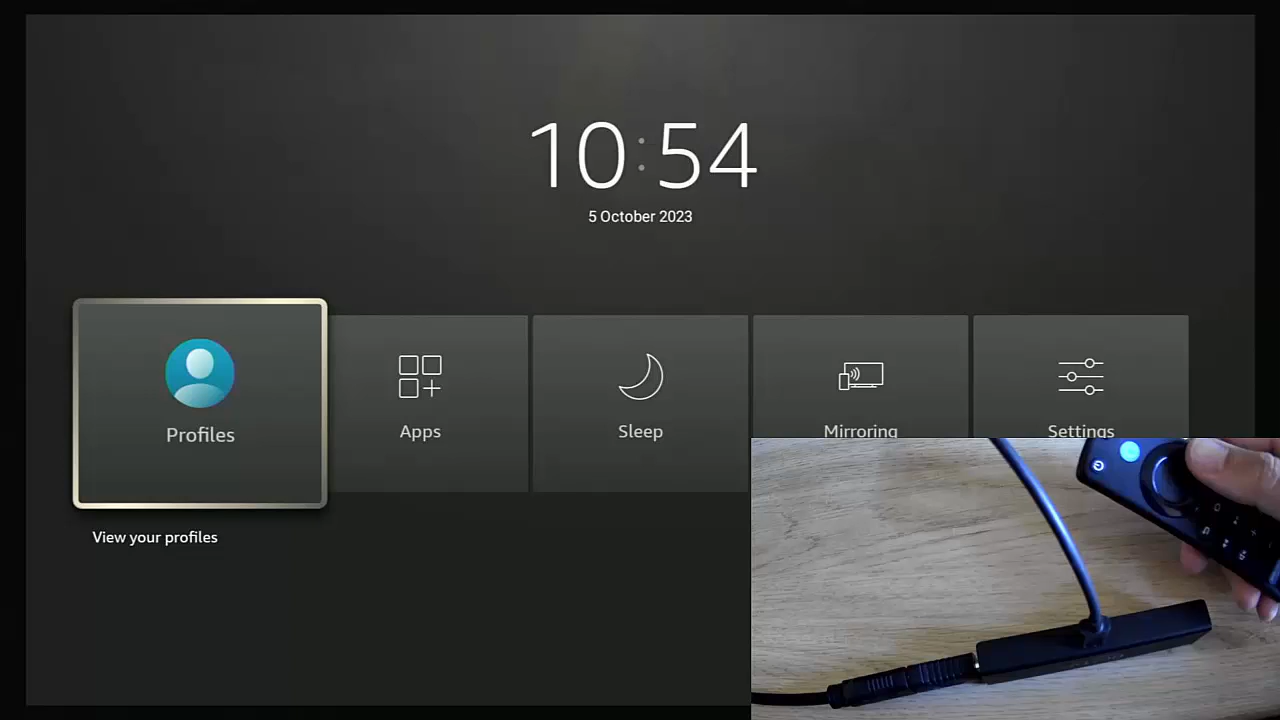 10:54
5 October 2023
Profiles
Apps
Sleep
Mirroring
Settings
View your profiles